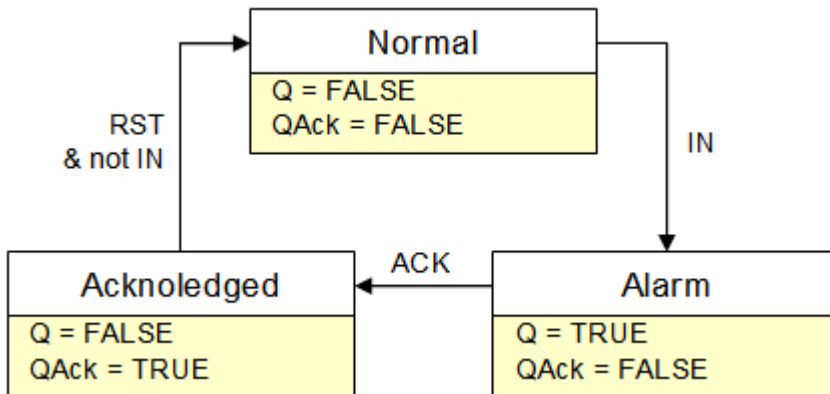 Normal
Q = FALSE
QAck = FALSE
RST
& not IN
IN
ACK
Acknoledged
Q = FALSE
QAck = TRUE
Alarm
Q = TRUE
QAck = FALSE